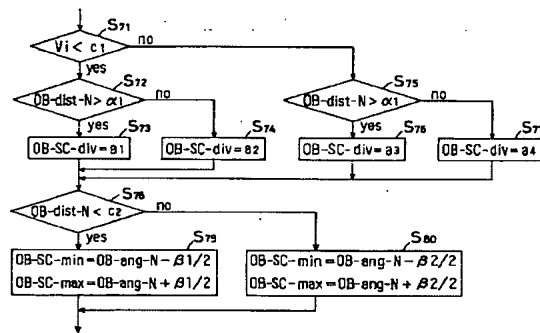 S71
Vi < c1
no
yes
S72
OB-dist-N > α1
no
yes
S73
OB-SC-div = a1
S74
OB-SC-div = a2
S75
OB-dist-N > α1
no
yes
S76
OB-SC-div = a3
OB-SC-div = a4
S78
OB-dist-N < c2
no
yes
S79
OB-SC-min = OB-ang-N − β1/2
OB-SC-max = OB-ang-N + β1/2
S80
OB-SC-min = OB-ang-N − β2/2
OB-SC-max = OB-ang-N + β2/2